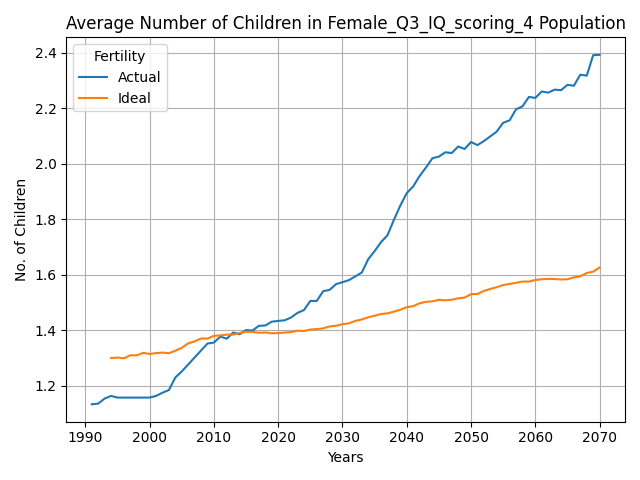 Average Number of Children in Female_Q3_IQ_scoring_4 Population
Fertility
Actual
Ideal
No. of Children
2.4
2.2
2.0
1.8
1.6
1.4
1.2
1990 2000 2010 2020 2030 2040 2050 2060 2070
Years